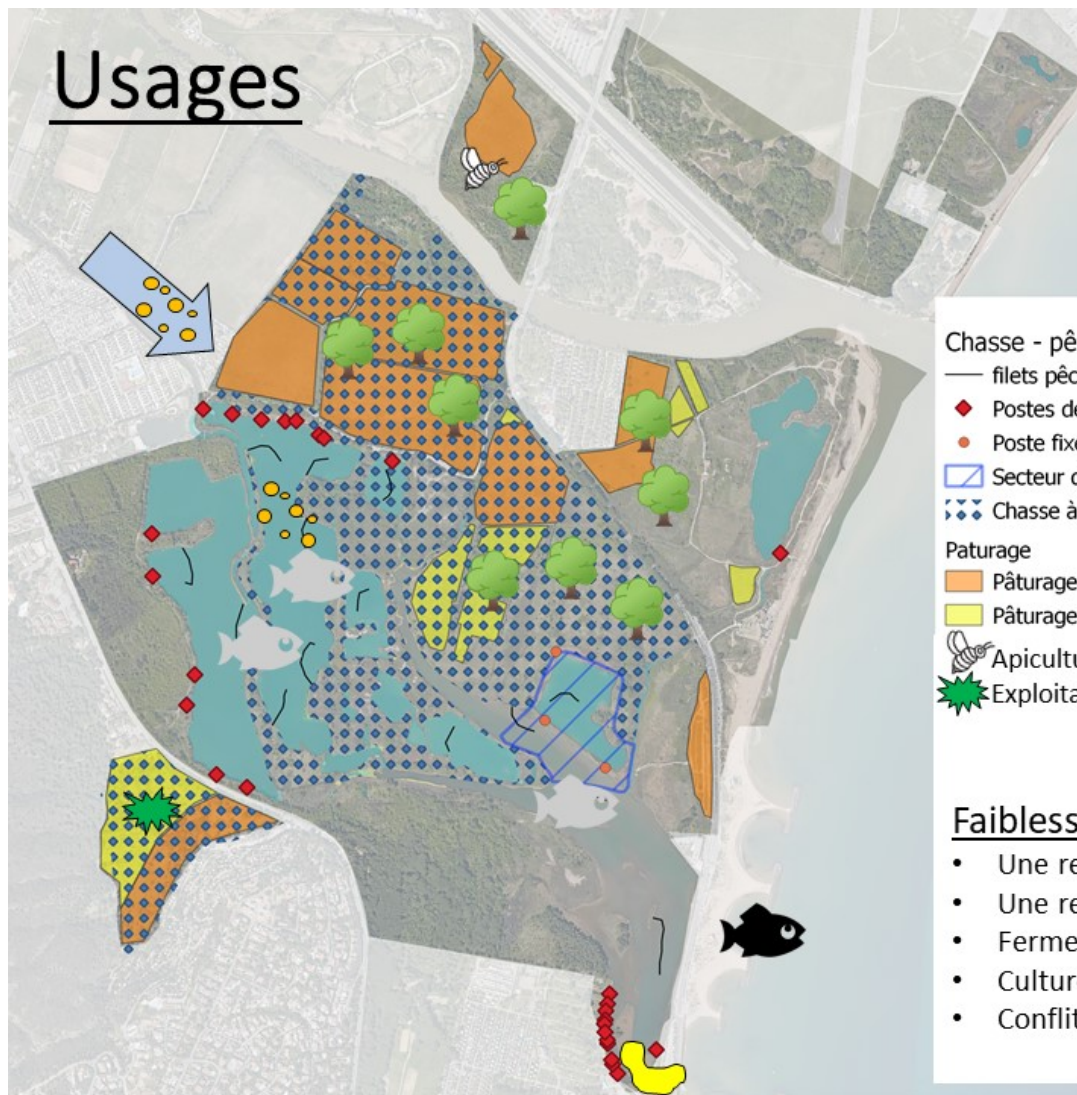 Usages
Chasse - pê
filets pêc
Postes de
Poste fixe
Secteur d
Chasse à
Paturage
Pâturage
Pâturage
Apicultu
Exploita
Faibless
• Une re
• Une re
• Ferme
• Cultur
• Conflit